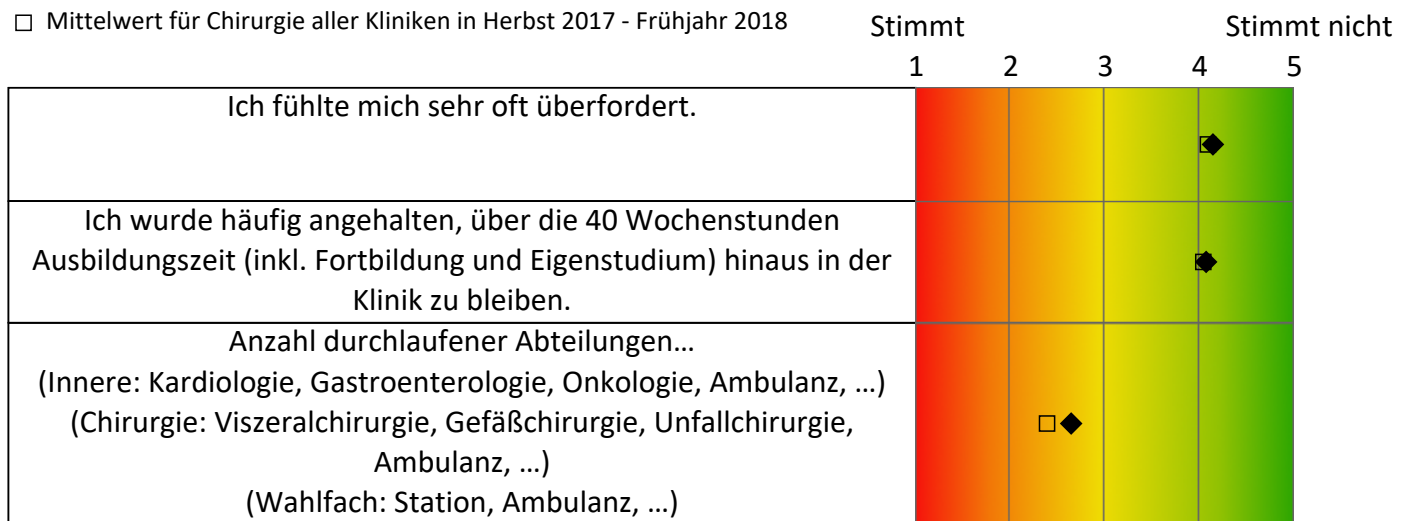 □ Mittelwert für Chirurgie aller Kliniken in Herbst 2017 - Frühjahr 2018
Stimmt Stimmt nicht
1 2 3 4 5
Ich fühlte mich sehr oft überfordert.
Ich wurde häufig angehalten, über die 40 Wochenstunden
Ausbildungszeit (inkl. Fortbildung und Eigenstudium) hinaus in der
Klinik zu bleiben.
Anzahl durchlaufener Abteilungen…
(Innere: Kardiologie, Gastroenterologie, Onkologie, Ambulanz, …)
(Chirurgie: Viszeralchirurgie, Gefäßchirurgie, Unfallchirurgie,
Ambulanz, …)
(Wahlfach: Station, Ambulanz, …)